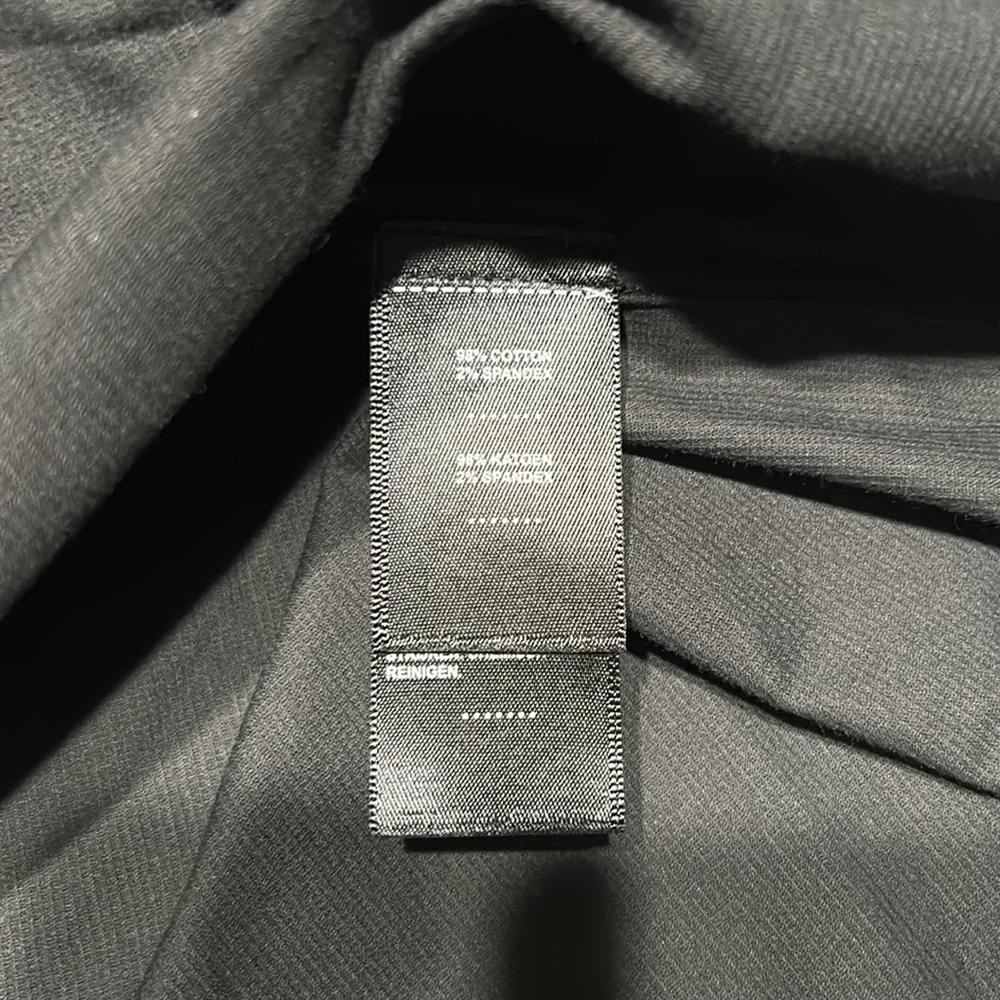 98% COTTON
2% SPANDEX
.......
98% KATOEN
2% SPANDEX
.......
REINIGEN.
.......